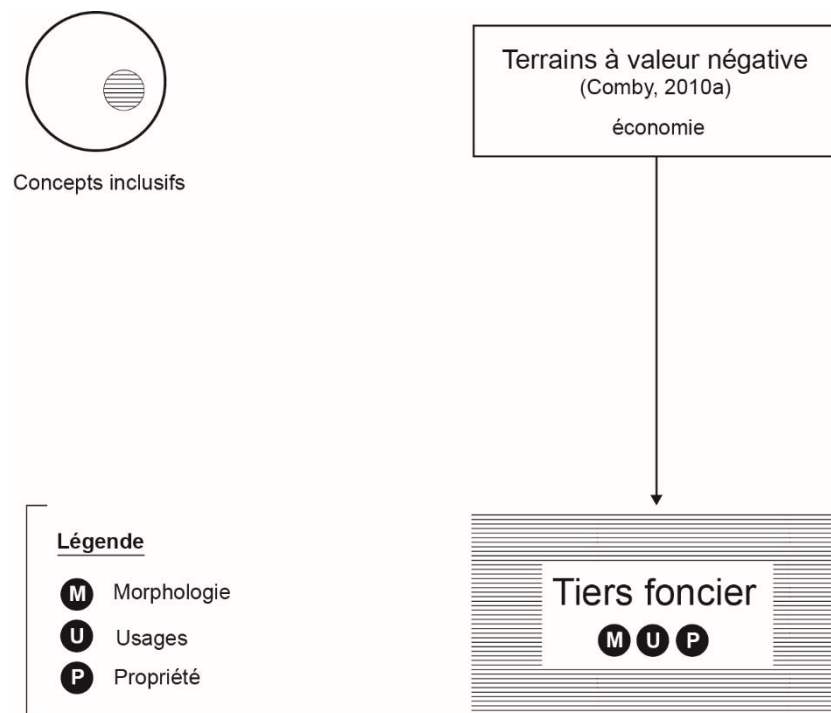 Concepts inclusifs
Terrains à valeur négative
(Comby, 2010a)
économie
Légende
M Morphologie
U Usages
P Propriété
Tiers foncier
M U P